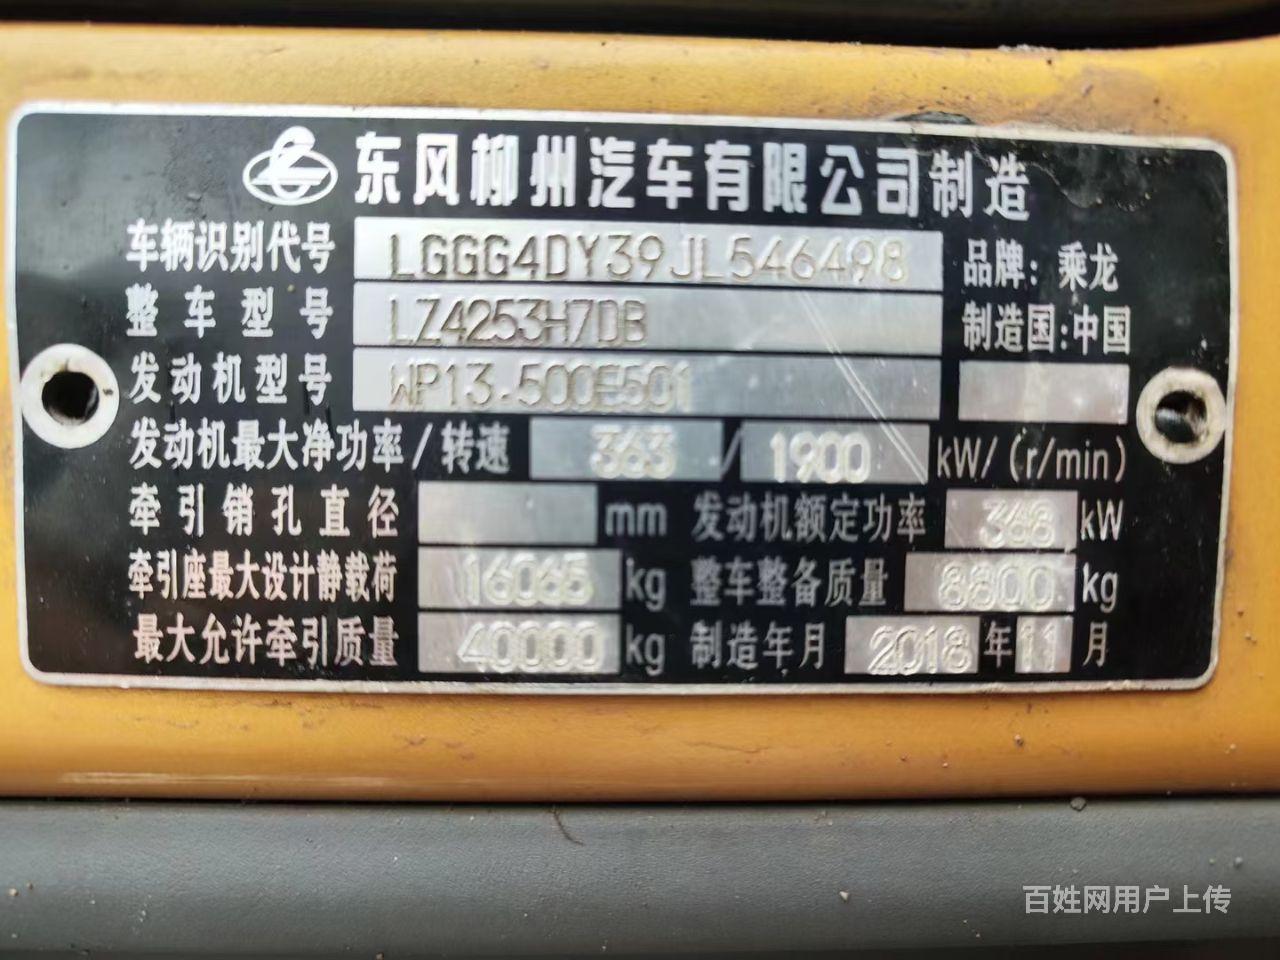 东风柳州汽车有限公司制造
车辆识别代号 LGGG4DY39JL546498 品牌：乘龙
整车型号 LZ4253H7DB 制造国:中国
发动机型号 WP13.500E501
发动机最大净功率/转速 363 / 1900 kW/(r/min)
牵引销孔直径 mm 发动机额定功率 368 kW
牵引座最大设计静载荷 16065 kg 整车整备质量 8800 kg
最大允许牵引质量 40000 kg 制造年月 2018 年 11 月
百姓网用户上传